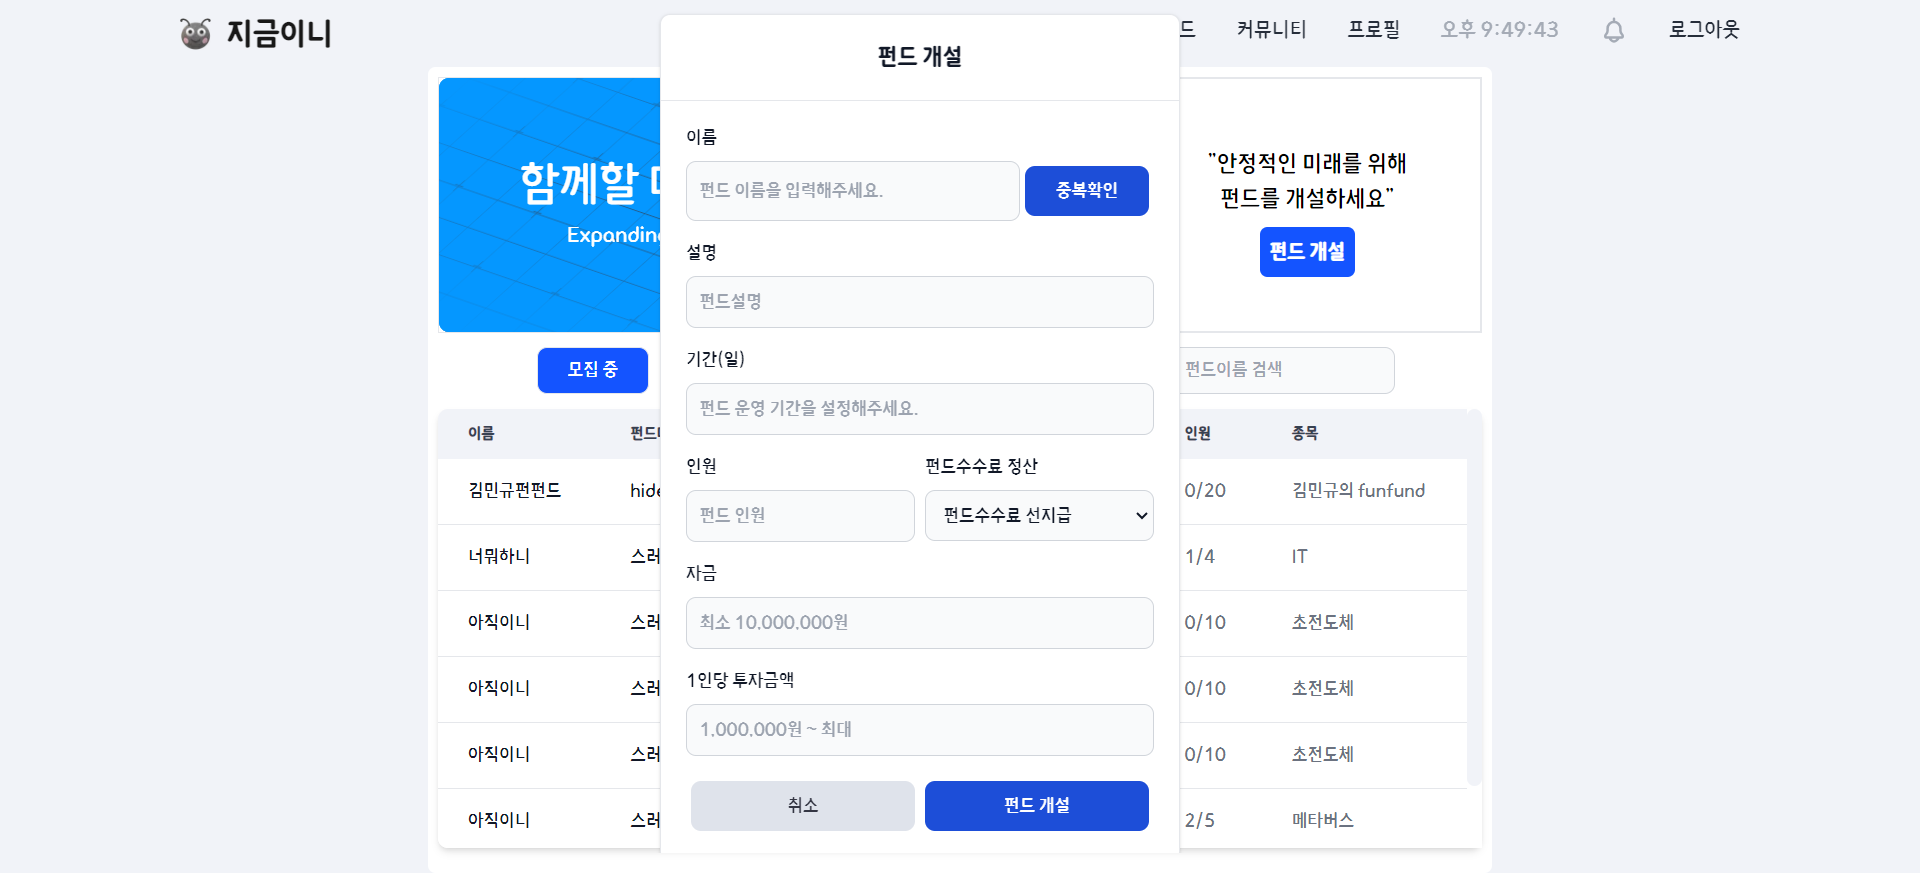 지금이니
드 커뮤니티 프로필 오후 9:49:43 로그아웃
함께할
Expanding
"안정적인 미래를 위해
펀드를 개설하세요"
펀드 개설
모집 중
펀드이름 검색
이름 펀드 인원 종목
김민규펀펀드 hide 0/20 김민규의 funfund
너뭐하니 스러 1/4 IT
아직이니 스러 0/10 초전도체
아직이니 스러 0/10 초전도체
아직이니 스러 0/10 초전도체
아직이니 스러 2/5 메타버스
펀드 개설
이름
펀드 이름을 입력해주세요. 중복확인
설명
펀드설명
기간(일)
펀드 운영 기간을 설정해주세요.
인원 펀드수수료 정산
펀드 인원 펀드수수료 선지급
자금
최소 10,000,000원
1인당 투자금액
1,000,000원 ~ 최대
취소 펀드 개설